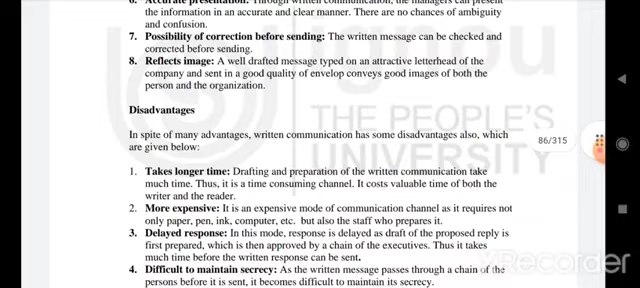 6. Accurate presentation: Through written communication, the managers can present
the information in an accurate and clear manner. There are no chances of ambiguity
and confusion.
7. Possibility of correction before sending: The written message can be checked and
corrected before sending.
8. Reflects image: A well drafted message typed on an attractive letterhead of the
company and sent in a good quality of envelop conveys good images of both the
person and the organization.
Disadvantages
THE PEOPLE'S
UNIVERSITY
In spite of many advantages, written communication has some disadvantages also, which
are given below:
86/315
1. Takes longer time: Drafting and preparation of the written communication take
much time. Thus, it is a time consuming channel. It costs valuable time of both the
writer and the reader.
2. More expensive: It is an expensive mode of communication channel as it requires not
only paper, pen, ink, computer, etc. but also the staff who prepares it.
3. Delayed response: In this mode, response is delayed as draft of the proposed reply is
first prepared, which is then approved by a chain of the executives. Thus it takes
much time before the written response can be sent.
4. Difficult to maintain secrecy: As the written message passes through a chain of the
persons before it is sent, it becomes difficult to maintain its secrecy.
XRecorder